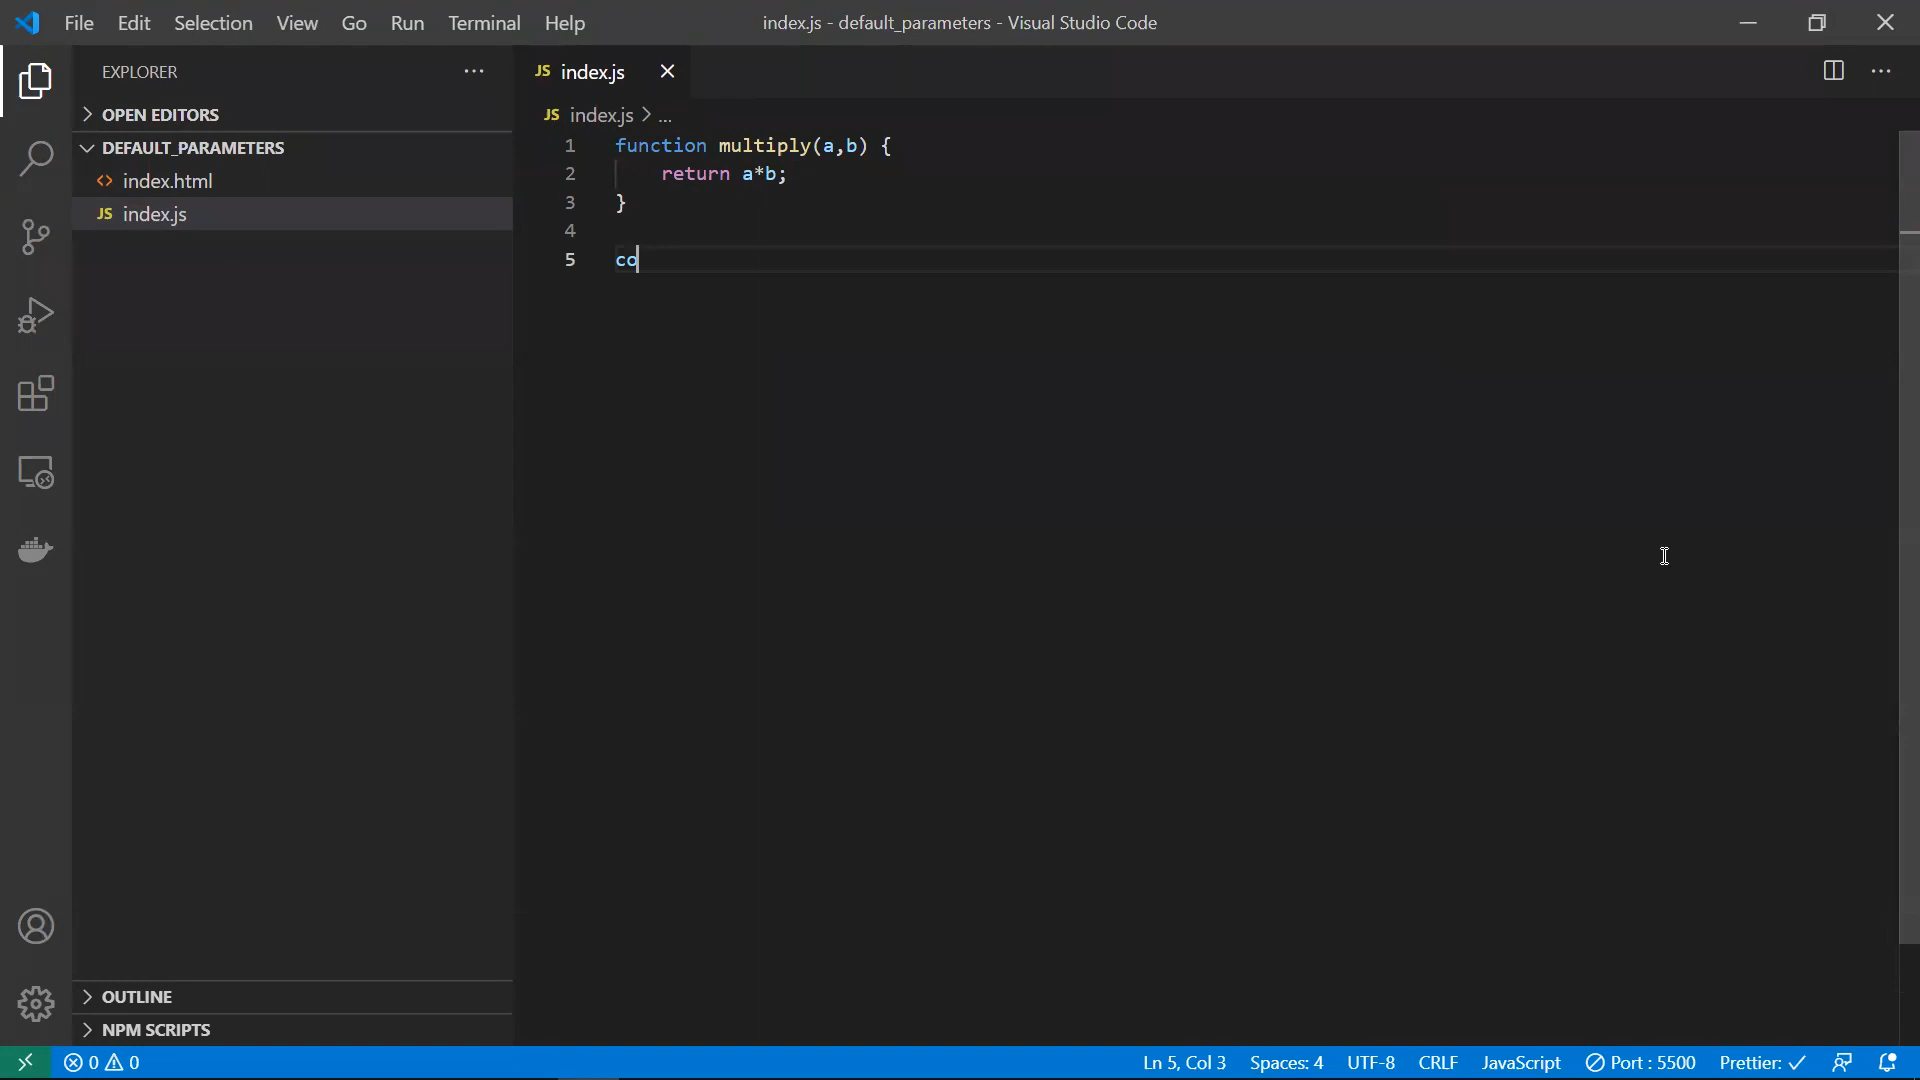 File Edit Selection View Go Run Terminal Help index.js - default_parameters - Visual Studio Code
EXPLORER
JS index.js
OPEN EDITORS
JS index.js > ...
DEFAULT_PARAMETERS
<> index.html
JS index.js
1 function multiply(a,b) {
2 return a*b;
3 }
4
5 co
OUTLINE
NPM SCRIPTS
0 0 Ln 5, Col 3 Spaces: 4 UTF-8 CRLF JavaScript Port : 5500 Prettier: ✓